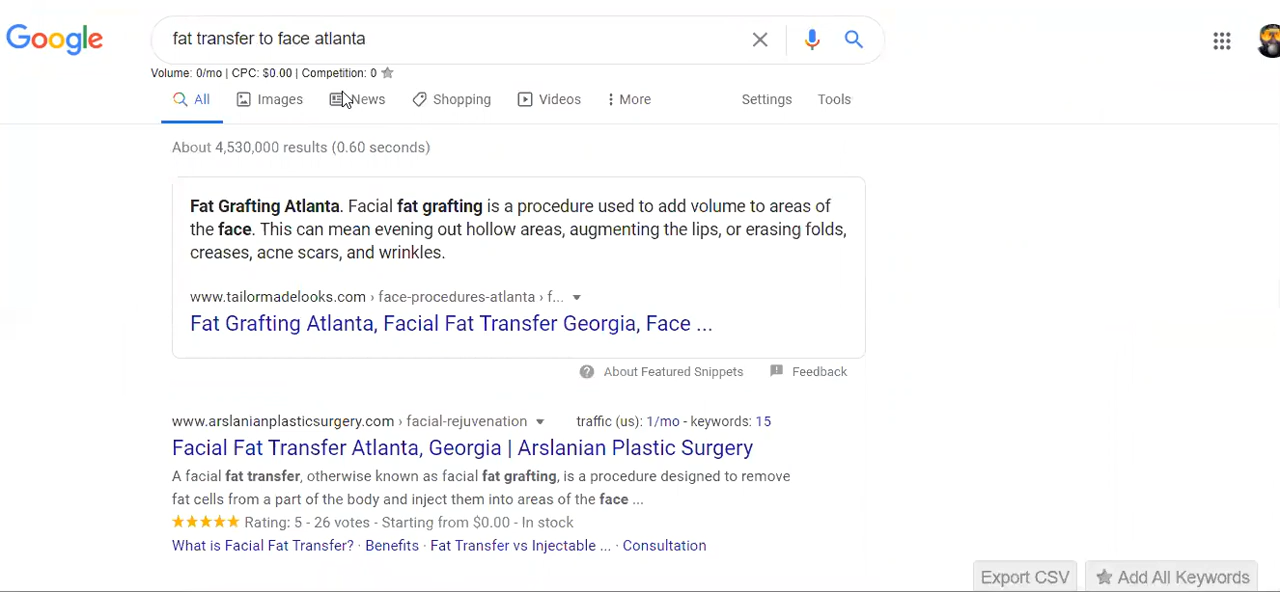 Google
fat transfer to face atlanta
Volume: 0/mo | CPC: $0.00 | Competition: 0
All Images News Shopping Videos More Settings Tools
About 4,530,000 results (0.60 seconds)
Fat Grafting Atlanta. Facial fat grafting is a procedure used to add volume to areas of
the face. This can mean evening out hollow areas, augmenting the lips, or erasing folds,
creases, acne scars, and wrinkles.
www.tailormadelooks.com › face-procedures-atlanta › f...
Fat Grafting Atlanta, Facial Fat Transfer Georgia, Face ...
About Featured Snippets Feedback
www.arslanianplasticsurgery.com › facial-rejuvenation traffic (us): 1/mo - keywords: 15
Facial Fat Transfer Atlanta, Georgia | Arslanian Plastic Surgery
A facial fat transfer, otherwise known as facial fat grafting, is a procedure designed to remove
fat cells from a part of the body and inject them into areas of the face ...
Rating: 5 - 26 votes - Starting from $0.00 - In stock
What is Facial Fat Transfer? · Benefits · Fat Transfer vs Injectable ... · Consultation
Export CSV Add All Keywords